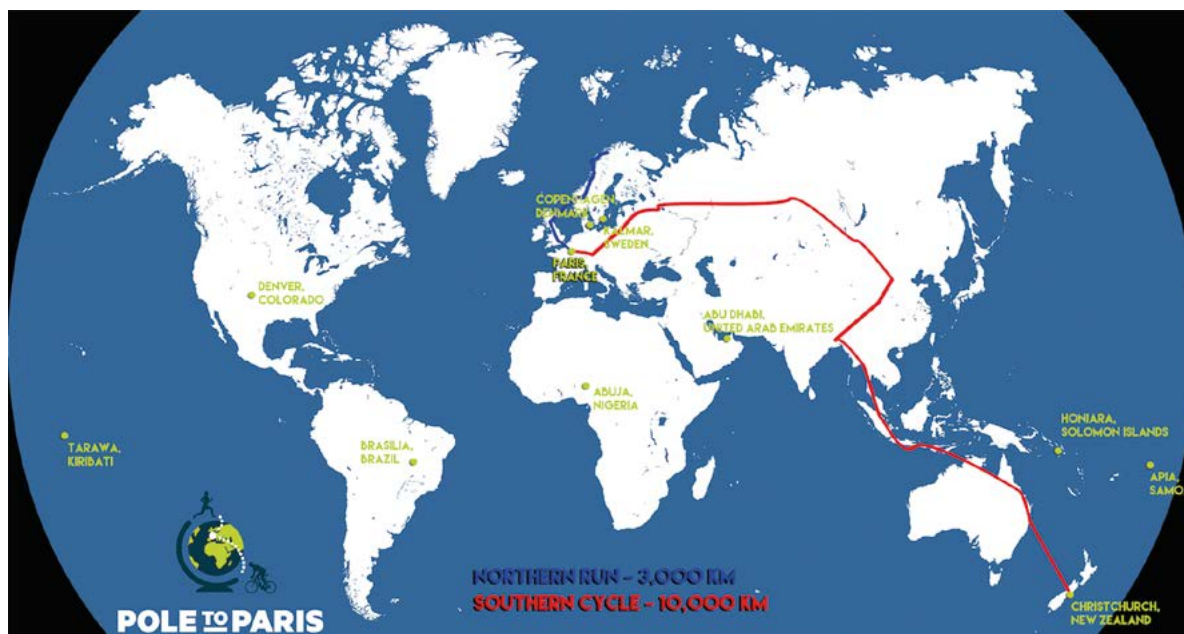 COPENHAGEN,
DENMARK
KALMAR,
SWEDEN
PARIS,
FRANCE
DENVER,
COLORADO
ABU DHABI,
UNITED ARAB EMIRATES
ABUJA,
NIGERIA
HONIARA,
SOLOMON ISLANDS
TARAWA,
KIRIBATI
BRASILIA,
BRAZIL
APIA,
SAMO
NORTHERN RUN - 3,000 KM
SOUTHERN CYCLE - 10,000 KM
CHRISTCHURCH,
NEW ZEALAND
POLE TO PARIS